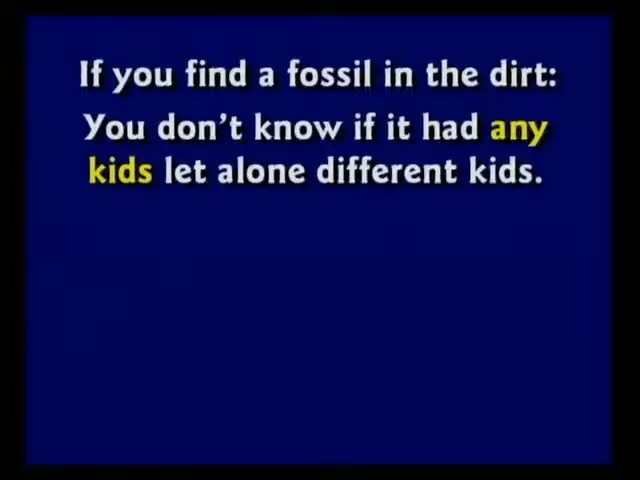 If you find a fossil in the dirt:
You don’t know if it had any
kids let alone different kids.